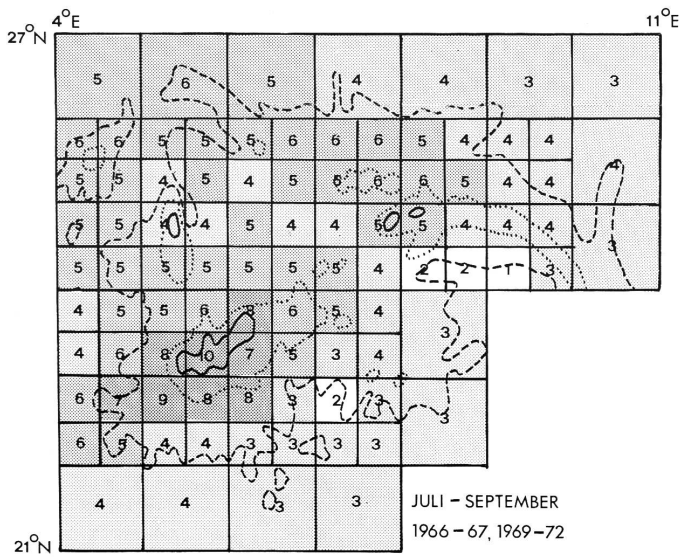 4°E 11°E
27°N
5 6 5 4 4 3 3
6 6 5 5 5 6 6 6 5 4 4 4
4
5 5 4 5 4 5 6 6 6 5 4 4
5 5 4 4 5 4 4 5 5 4 4 4
3
5 5 5 5 5 5 5 4 2 2 1 3
4 5 5 6 8 6 5 4
3
4 6 8 10 7 5 3 4
6 7 9 8 8 3 2 3
3
6 5 4 4 3 3 3 3
4 4 3 3
JULI – SEPTEMBER
1966 – 67, 1969 – 72
21°N